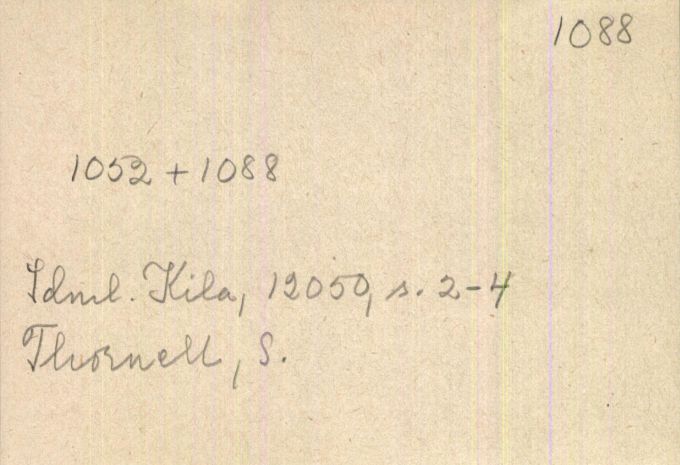 1088
1052 + 1088
Sdml. Kila, 12050, s. 2-4
Thornell, S.